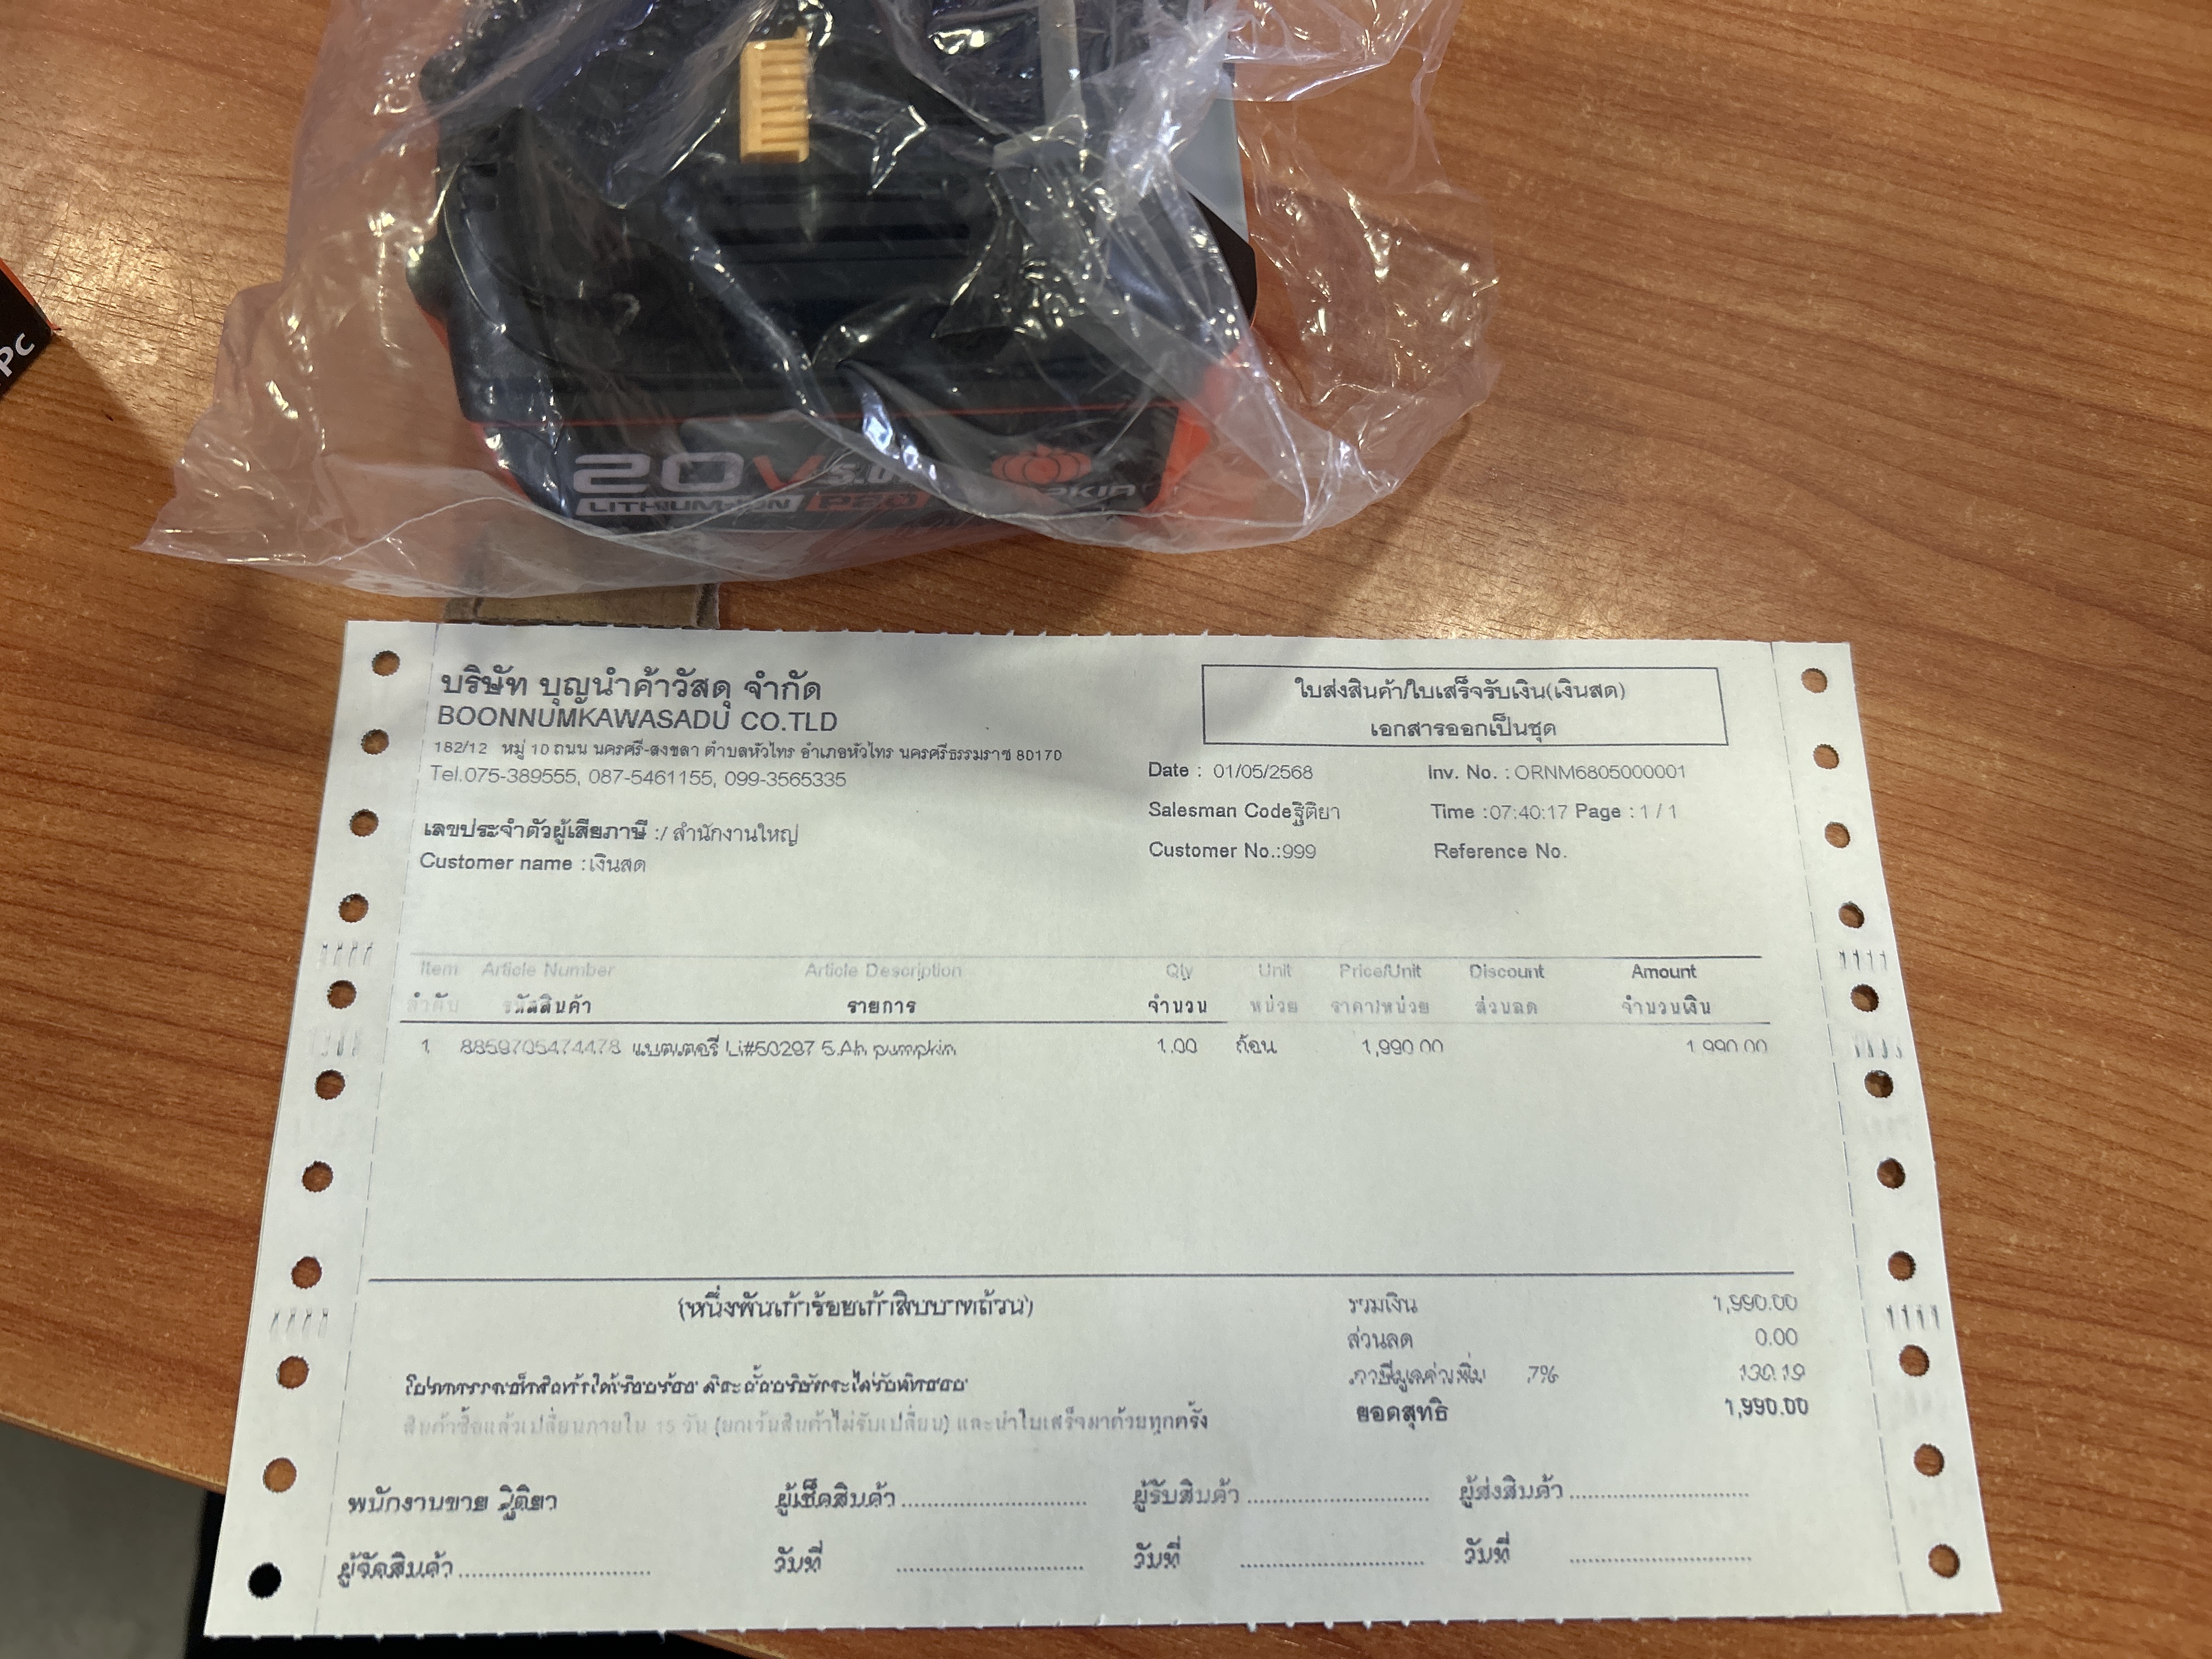 Pc
20V 5.0
LITHIUM-ION PRO
บริษัท บุญนำค้าวัสดุ จำกัด
BOONNUMKAWASADU CO.TLD
182/12 หมู่ 10 ถนน นครศรี-สงขลา ตำบลหัวไทร อำเภอหัวไทร นครศรีธรรมราช 80170
Tel.075-389555, 087-5461155, 099-3565335
เลขประจำตัวผู้เสียภาษี :/ สำนักงานใหญ่
Customer name : เงินสด
ใบส่งสินค้า/ใบเสร็จรับเงิน(เงินสด)
เอกสารออกเป็นชุด
Date : 01/05/2568 Inv. No. : ORNM6805000001
Salesman Code ฐิติยา Time :07:40:17 Page : 1 / 1
Customer No.:999 Reference No.
Item Article Number Article Description Qty Unit Price/Unit Discount Amount
ลำดับ รหัสสินค้า รายการ จำนวน หน่วย ราคา/หน่วย ส่วนลด จำนวนเงิน
1 8859705474478 แบตเตอรี่ Li#50297 5.Ah pumpkin 1.00 ก้อน 1,990.00 1,990.00
(หนึ่งพันเก้าร้อยเก้าสิบบาทถ้วน)
รวมเงิน 1,990.00
ส่วนลด 0.00
ภาษีมูลค่าเพิ่ม 7% 130.19
ยอดสุทธิ 1,990.00
สินค้าซื้อแล้วเปลี่ยนภายใน 15 วัน (ยกเว้นสินค้าไม่รับเปลี่ยน) และนำใบเสร็จมาด้วยทุกครั้ง
พนักงานขาย ฐิติยา ผู้เช็คสินค้า ผู้รับสินค้า ผู้ส่งสินค้า
ผู้จัดสินค้า วันที่ วันที่ วันที่